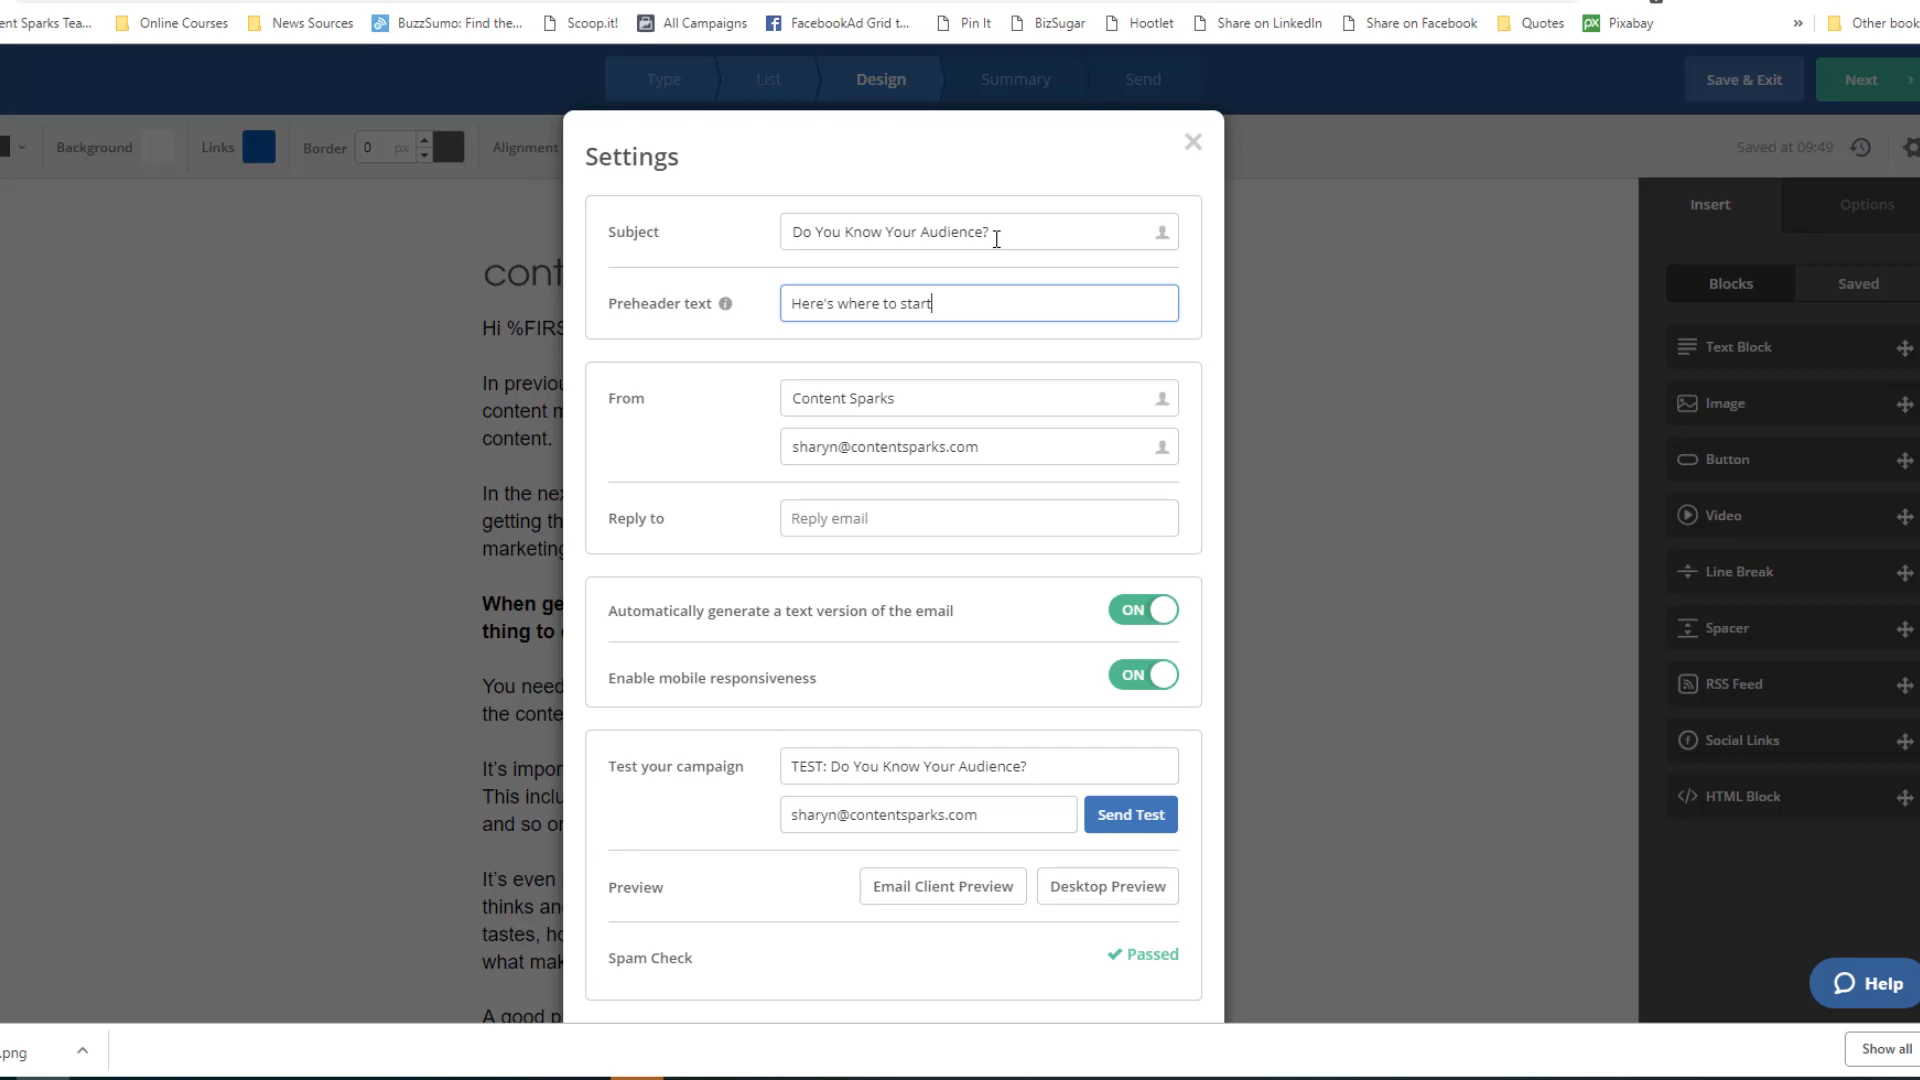 ent Sparks Tea... Online Courses News Sources BuzzSumo: Find the... Scoop.it! All Campaigns FacebookAd Grid t... Pin It BizSugar Hootlet Share on LinkedIn Share on Facebook Quotes px Pixabay » Other book
Type List Design Summary Send Save & Exit Next
Background Links Border 0 px Alignment Saved at 09:49
Settings
Subject Do You Know Your Audience?
Preheader text Here's where to start
From Content Sparks
sharyn@contentsparks.com
Reply to Reply email
Automatically generate a text version of the email ON
Enable mobile responsiveness ON
Test your campaign TEST: Do You Know Your Audience?
sharyn@contentsparks.com Send Test
Preview Email Client Preview Desktop Preview
Spam Check Passed
cont
Hi %FIRS
In previou
content m
content.
In the nex
getting th
marketing
When ge
thing to
You need
the conte
It's impor
This inclu
and so or
It's even
thinks an
tastes, ho
what mak
A good p
Insert Options
Blocks Saved
Text Block
Image
Button
Video
Line Break
Spacer
RSS Feed
Social Links
HTML Block
Help
.png Show all